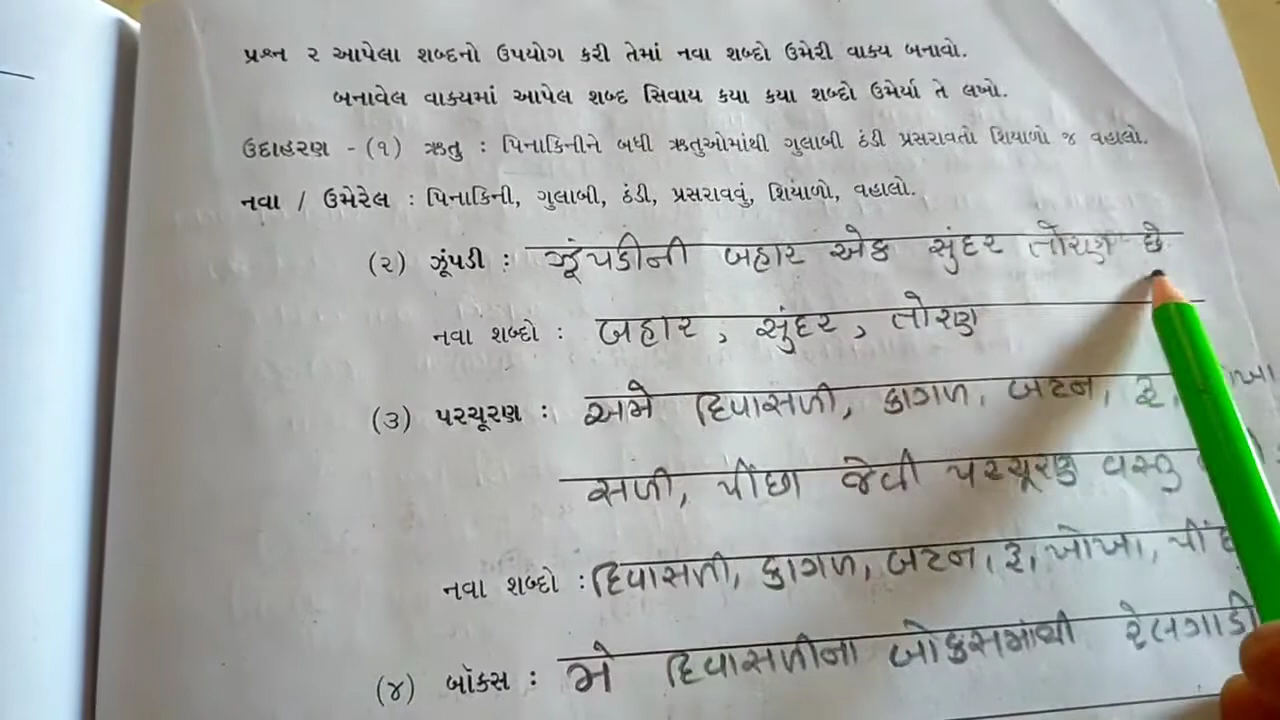 પ્રશ્ન ૨ આપેલા શબ્દનો ઉપયોગ કરી તેમાં નવા શબ્દો ઉમેરી વાક્ય બનાવો.
બનાવેલ વાક્યમાં આપેલ શબ્દ સિવાય કયા કયા શબ્દો ઉમેર્યા તે લખો.
ઉદાહરણ - (૧) ઋતુ : પિનાકિનીને બધી ઋતુઓમાંથી ગુલાબી ઠંડી પ્રસરાવતો શિયાળો જ વહાલો.
નવા / ઉમેરેલ : પિનાકિની, ગુલાબી, ઠંડી, પ્રસરાવવું, શિયાળો, વહાલો.
(૨) ઝૂંપડી : ઝૂંપડીની બહાર એક સુંદર તોરણ છે
નવા શબ્દો : બહાર, સુંદર, તોરણ
(૩) પરચૂરણ : અમે દિવાસળી, કાગળ, બટન, રૂ,
સળી, પીંછા જેવી પરચૂરણ વસ્તુ
નવા શબ્દો : દિવાસળી, કાગળ, બટન, રૂ, ખોખા,
(૪) બૉક્સ : મે દિવાસળીના બોક્સમાંથી રેલગાડી